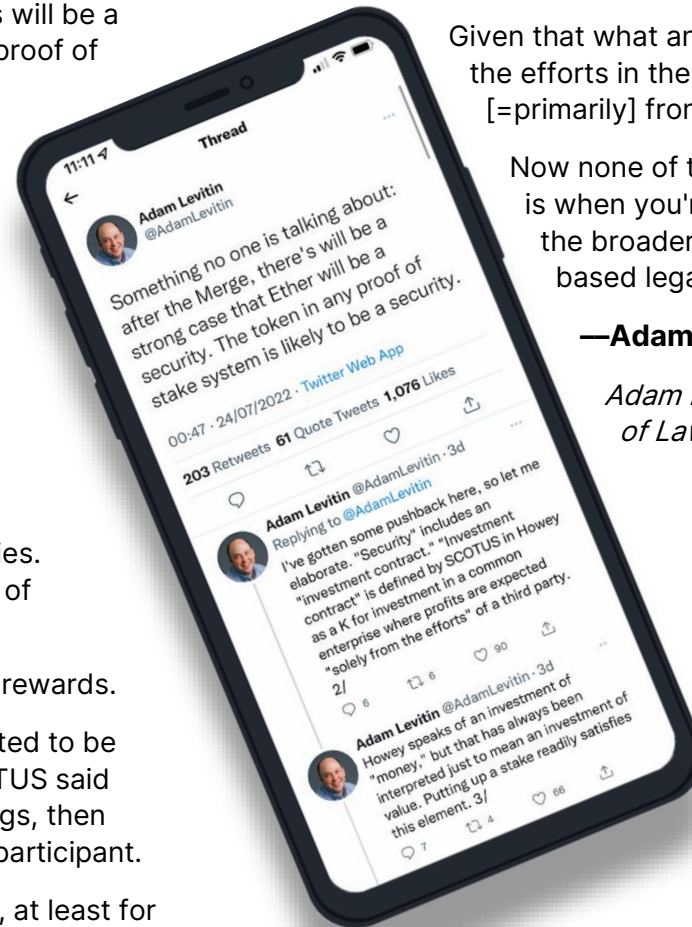 s will be a
proof of
ies.
of
rewards.
ted to be
TUS said
gs, then
participant.
, at least for
11:11
Thread
Adam Levitin
@AdamLevitin
Something no one is talking about:
after the Merge, there's will be a
strong case that Ether will be a
security. The token in any proof of
stake system is likely to be a security.
00:47 · 24/07/2022 · Twitter Web App
203 Retweets 61 Quote Tweets 1,076 Likes
Adam Levitin @AdamLevitin · 3d
Replying to @AdamLevitin
I've gotten some pushback here, so let me
elaborate. "Security" includes an
"investment contract." "Investment
contract" is defined by SCOTUS in Howey
as a K for investment in a common
enterprise where profits are expected
"solely from the efforts" of a third party.
2/
6 6 90
Adam Levitin @AdamLevitin · 3d
Howey speaks of an investment of
"money," but that has always been
interpreted just to mean an investment of
value. Putting up a stake readily satisfies
this element. 3/
7 4 66
Given that what an
the efforts in the
[=primarily] fron
Now none of t
is when you'r
the broader
based lega
—Adam
Adam
of La